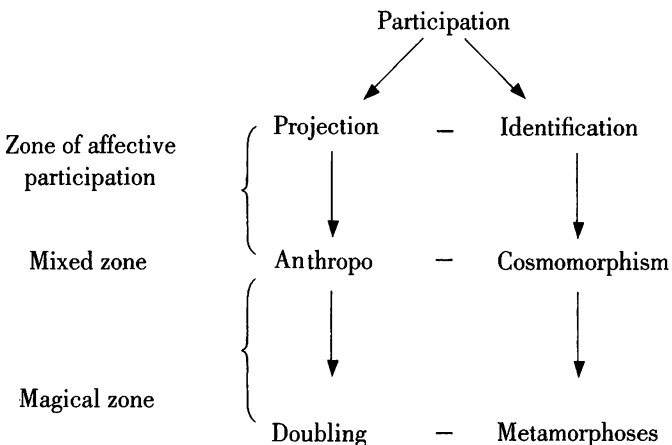 Participation
Projection – Identification
Zone of affective
participation
Mixed zone
Anthropo – Cosmomorphism
Magical zone
Doubling – Metamorphoses